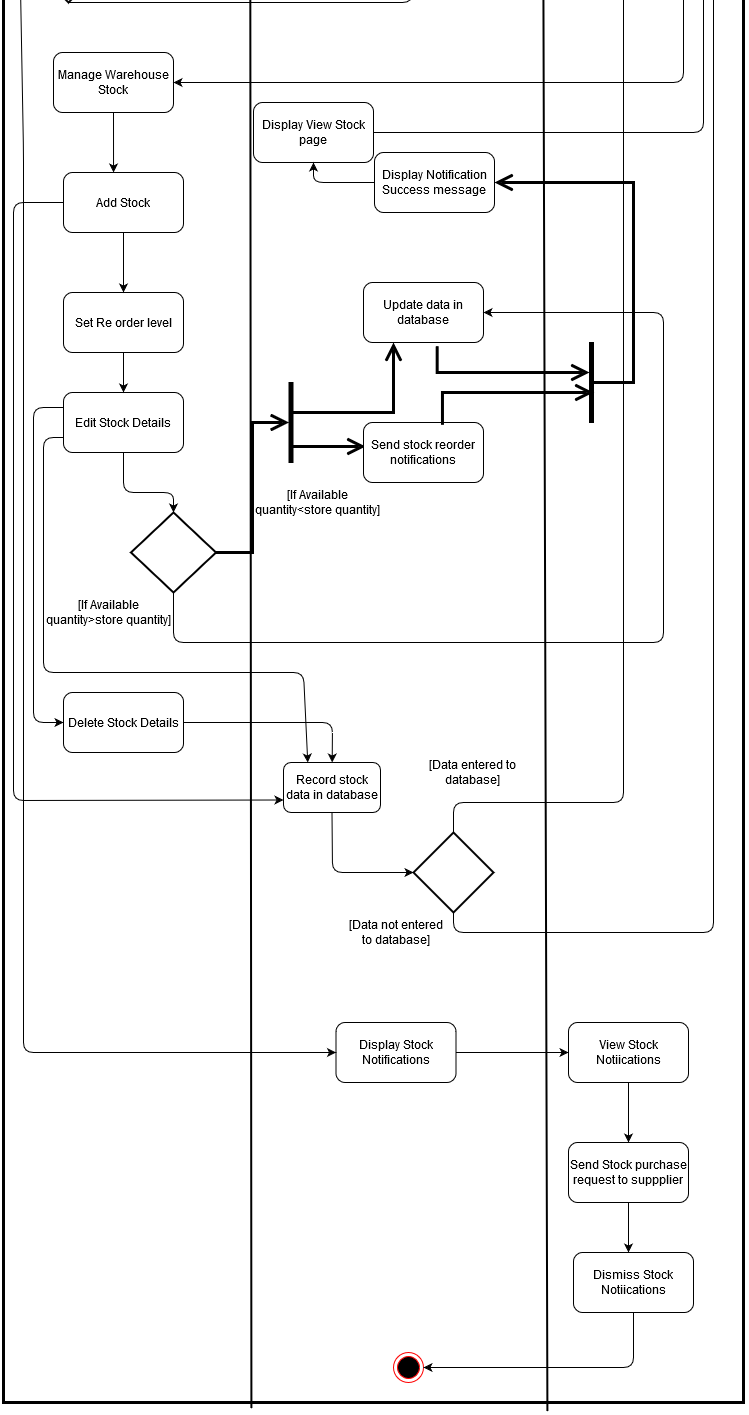 Manage Warehouse
Stock
Display View Stock
page
Display Notification
Success message
Add Stock
Update data in
database
Set Re order level
Edit Stock Details
Send stock reorder
notifications
[If Available
quantity<store quantity]
[If Available
quantity>store quantity]
Delete Stock Details
Record stock
data in database
[Data entered to
database]
[Data not entered
to database]
Display Stock
Notifications
View Stock
Notiications
Send Stock purchase
request to suppplier
Dismiss Stock
Notiications